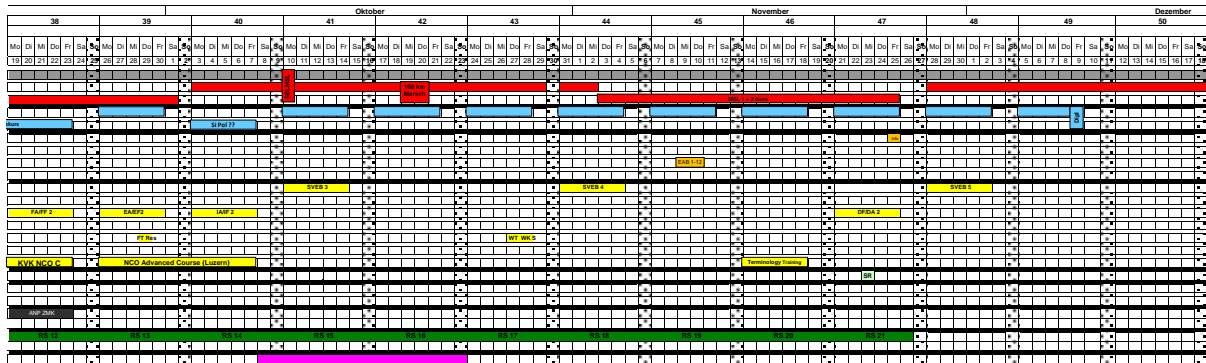 Oktober November Dezember
38 39 40 41 42 43 44 45 46 47 48 49 50
Mo Di Mi Do Fr Sa So Mo Di Mi Do Fr Sa So Mo Di Mi Do Fr Sa So Mo Di Mi Do Fr Sa So Mo Di Mi Do Fr Sa So Mo Di Mi Do Fr Sa So Mo Di Mi Do Fr Sa So Mo Di Mi Do Fr Sa So Mo Di Mi Do Fr Sa So Mo Di Mi Do Fr Sa So Mo Di Mi Do Fr Sa So Mo Di Mi Do Fr Sa So Mo Di Mi Do Fr Sa So
19 20 21 22 23 24 25 26 27 28 29 30 1 2 3 4 5 6 7 8 9 10 11 12 13 14 15 16 17 18 19 20 21 22 23 24 25 26 27 28 29 30 31 1 2 3 4 5 6 7 8 9 10 11 12 13 14 15 16 17 18 19 20 21 22 23 24 25 26 27 28 29 30 1 2 3 4 5 6 7 8 9 10 11 12 13 14 15 16 17 18
100 km
Marsch
Digi
Si Pol ??
EAB 1-12
SVEB 3 SVEB 4 SVEB 5
FA/FF 2 EA/EF2 IA/IF 2 DF/DA 2
FT Res WT WK S
KVK NCO C NCO Advanced Course (Luzern) Terminology Training
SR
ANP ZMK
RS 12 RS 13 RS 14 RS 15 RS 16 RS 17 RS 18 RS 19 RS 20 RS 21